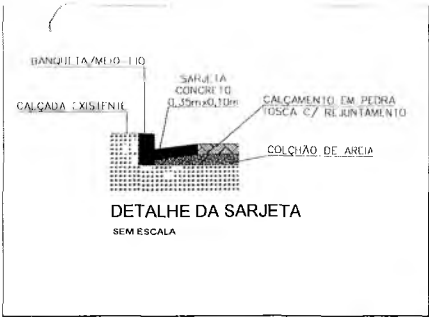 BANQUETA/MEIO-FIO
SARJETA
CONCRETO
0,35mx0,10m
CALÇADA EXISTENTE
CALÇAMENTO EM PEDRA
TOSCA C/ REJUNTAMENTO
COLCHÃO DE AREIA
DETALHE DA SARJETA
SEM ESCALA